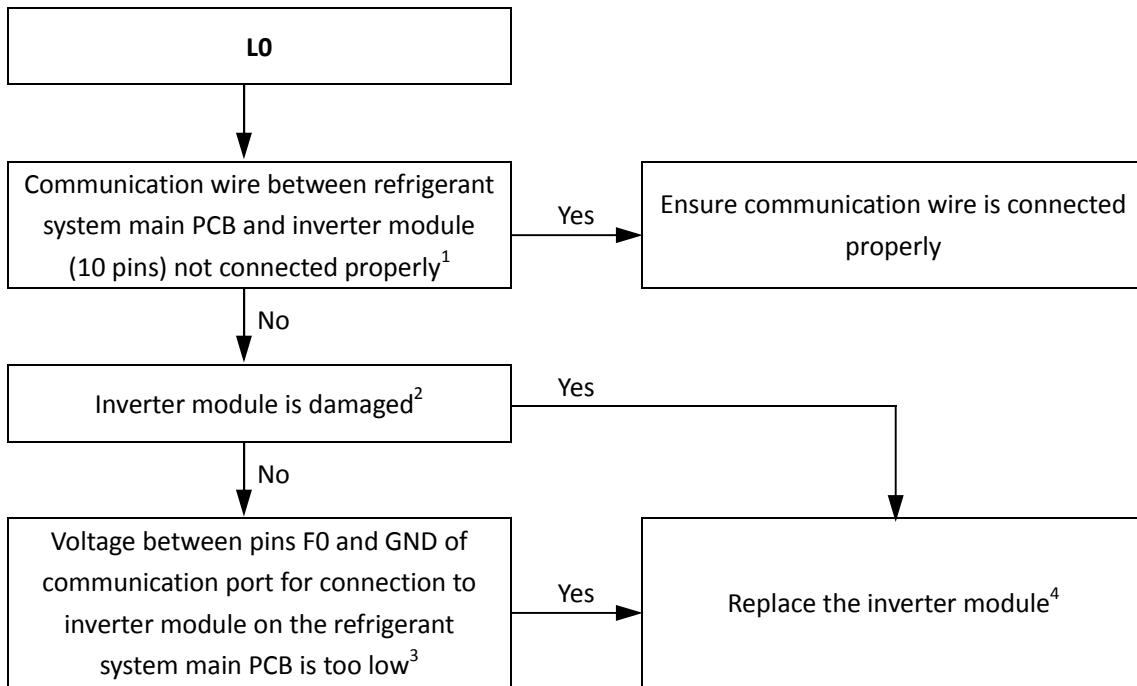 L0
Communication wire between refrigerant
system main PCB and inverter module
(10 pins) not connected properly1
Yes
Ensure communication wire is connected
properly
No
Inverter module is damaged2
Yes
No
Voltage between pins F0 and GND of
communication port for connection to
inverter module on the refrigerant
system main PCB is too low3
Yes
Replace the inverter module4